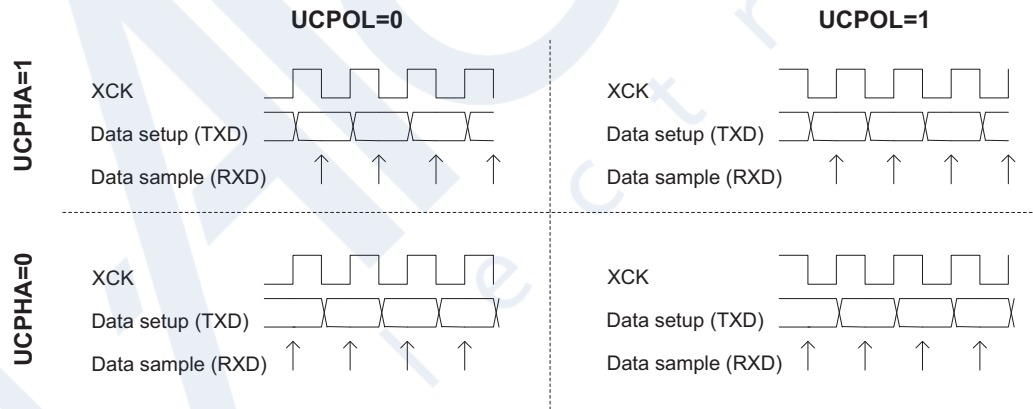 UCPOL=0
UCPOL=1
UCPHA=1
XCK
Data setup (TXD)
Data sample (RXD)
XCK
Data setup (TXD)
Data sample (RXD)
UCPHA=0
XCK
Data setup (TXD)
Data sample (RXD)
XCK
Data setup (TXD)
Data sample (RXD)